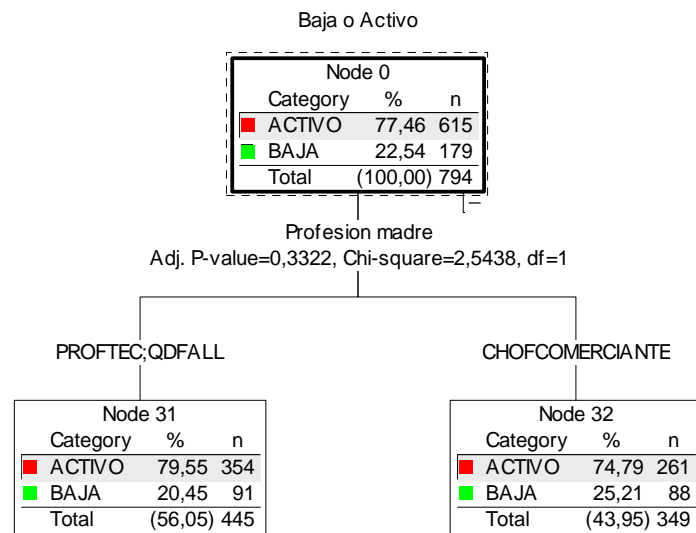 Baja o Activo
Node 0
Category % n
ACTIVO 77,46 615
BAJA 22,54 179
Total (100,00) 794
Profesion madre
Adj. P-value=0,3322, Chi-square=2,5438, df=1
PROFTEC;QDFALL
CHOFCOMERCIANTE
Node 31
Category % n
ACTIVO 79,55 354
BAJA 20,45 91
Total (56,05) 445
Node 32
Category % n
ACTIVO 74,79 261
BAJA 25,21 88
Total (43,95) 349